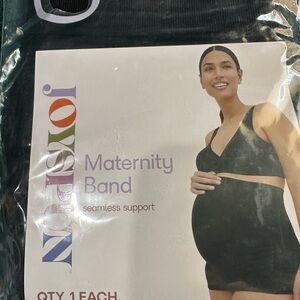 JOYSPUN
Maternity
Band
seamless support
QTY. 1 EACH